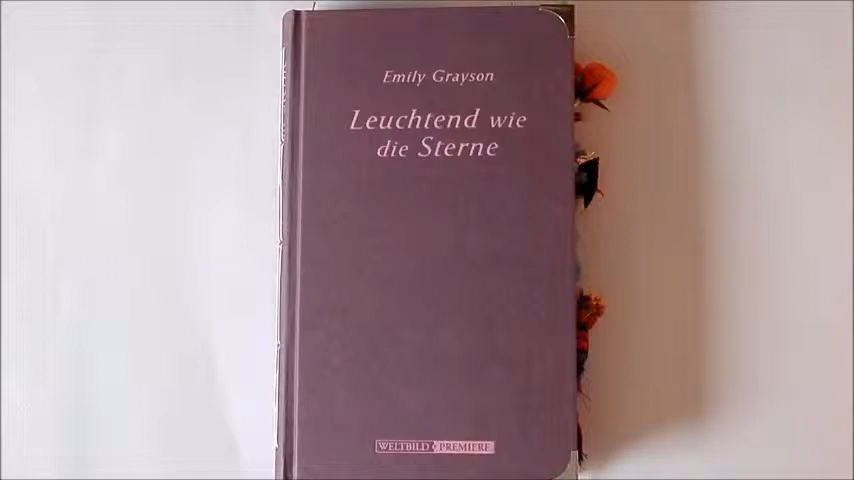 Emily Grayson
Leuchtend wie
die Sterne
WELTBILD PREMIERE